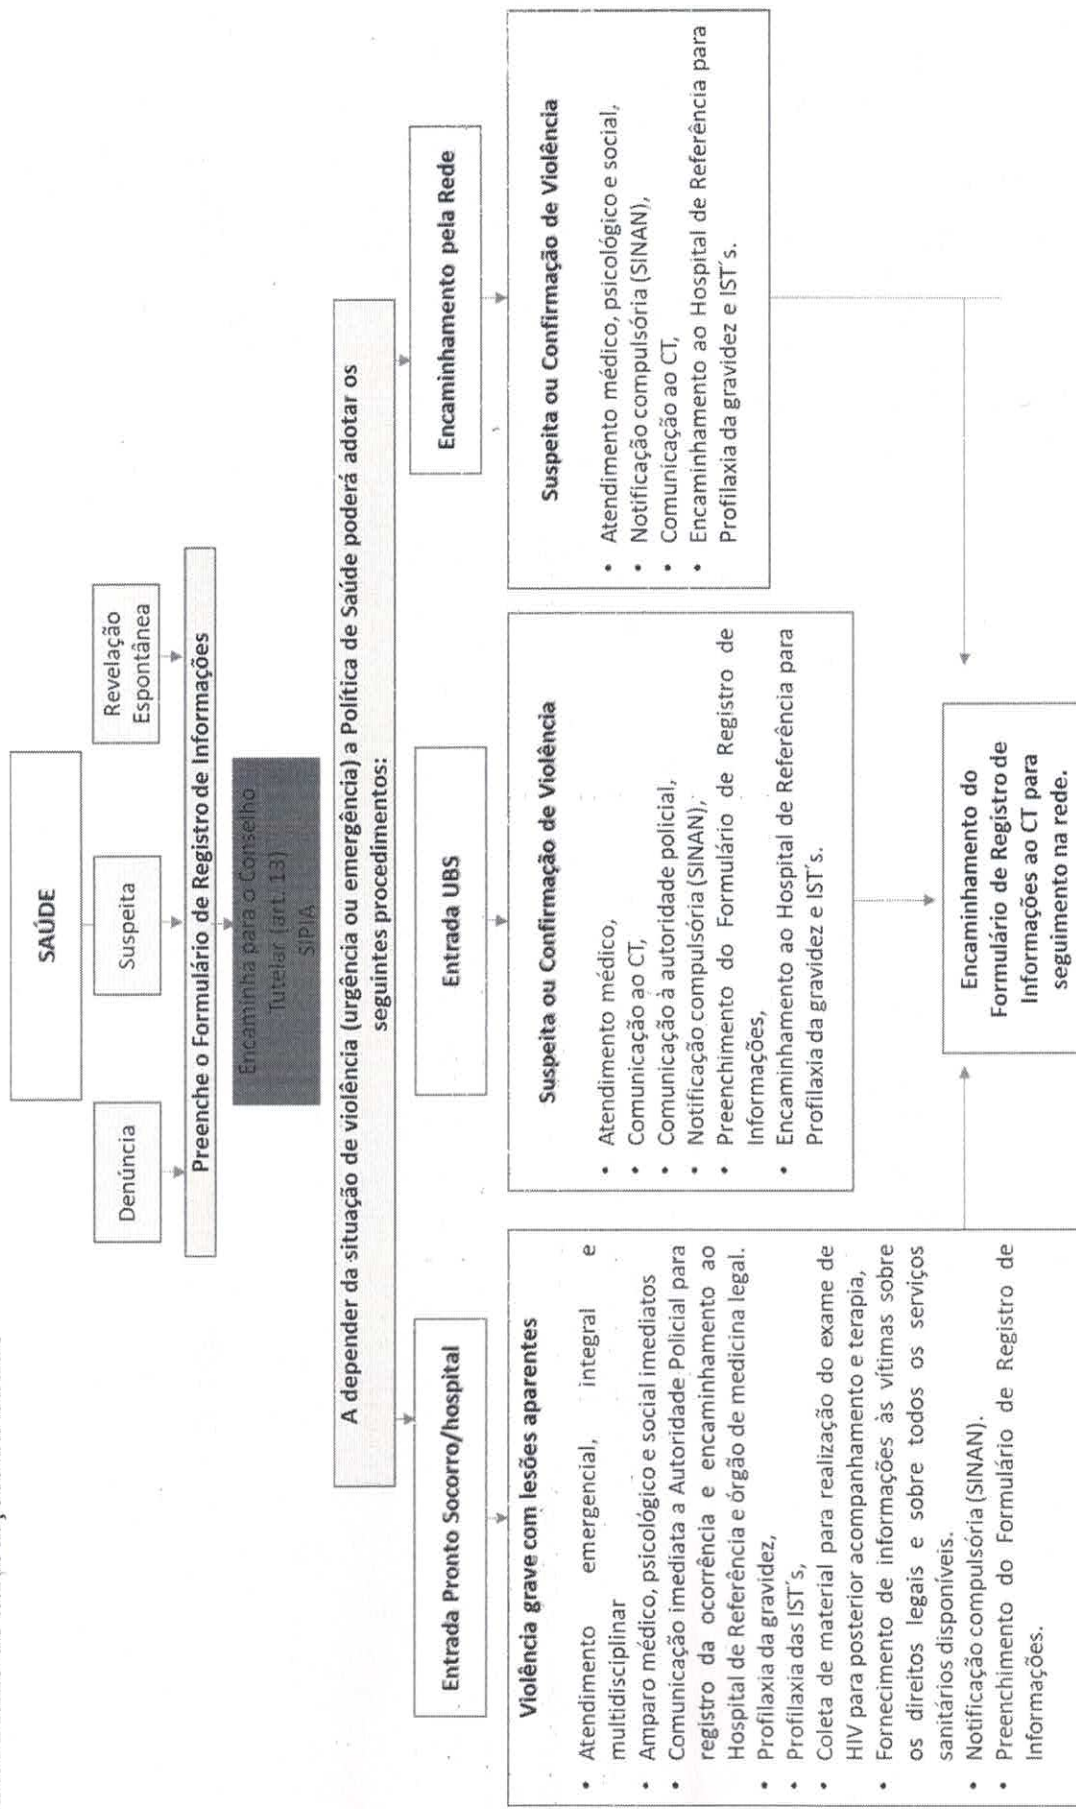 SAÚDE
Denúncia
Suspeita
Revelação
Espontânea
Preenche o Formulário de Registro de Informações
Encaminha para o Conselho
Tutelar (art. 13)
SIPIA
A depender da situação de violência (urgência ou emergência) a Política de Saúde poderá adotar os
seguintes procedimentos:
Entrada Pronto Socorro/hospital
Violência grave com lesões aparentes
• Atendimento emergencial, integral e
multidisciplinar
• Amparo médico, psicológico e social imediatos
• Comunicação imediata a Autoridade Policial para
registro da ocorrência e encaminhamento ao
Hospital de Referência e órgão de medicina legal.
• Profilaxia da gravidez,
• Profilaxia das IST´s,
• Coleta de material para realização do exame de
HIV para posterior acompanhamento e terapia,
• Fornecimento de informações às vítimas sobre
os direitos legais e sobre todos os serviços
sanitários disponíveis.
• Notificação compulsória (SINAN).
• Preenchimento do Formulário de Registro de
Informações.
Entrada UBS
Suspeita ou Confirmação de Violência
• Atendimento médico,
• Comunicação ao CT,
• Comunicação à autoridade policial,
• Notificação compulsória (SINAN),
• Preenchimento do Formulário de Registro de
Informações,
• Encaminhamento ao Hospital de Referência para
Profilaxia da gravidez e IST´s.
Encaminhamento pela Rede
Suspeita ou Confirmação de Violência
• Atendimento médico, psicológico e social,
• Notificação compulsória (SINAN),
• Comunicação ao CT,
• Encaminhamento ao Hospital de Referência para
Profilaxia da gravidez e IST´s.
Encaminhamento do
Formulário de Registro de
Informações ao CT para
seguimento na rede.